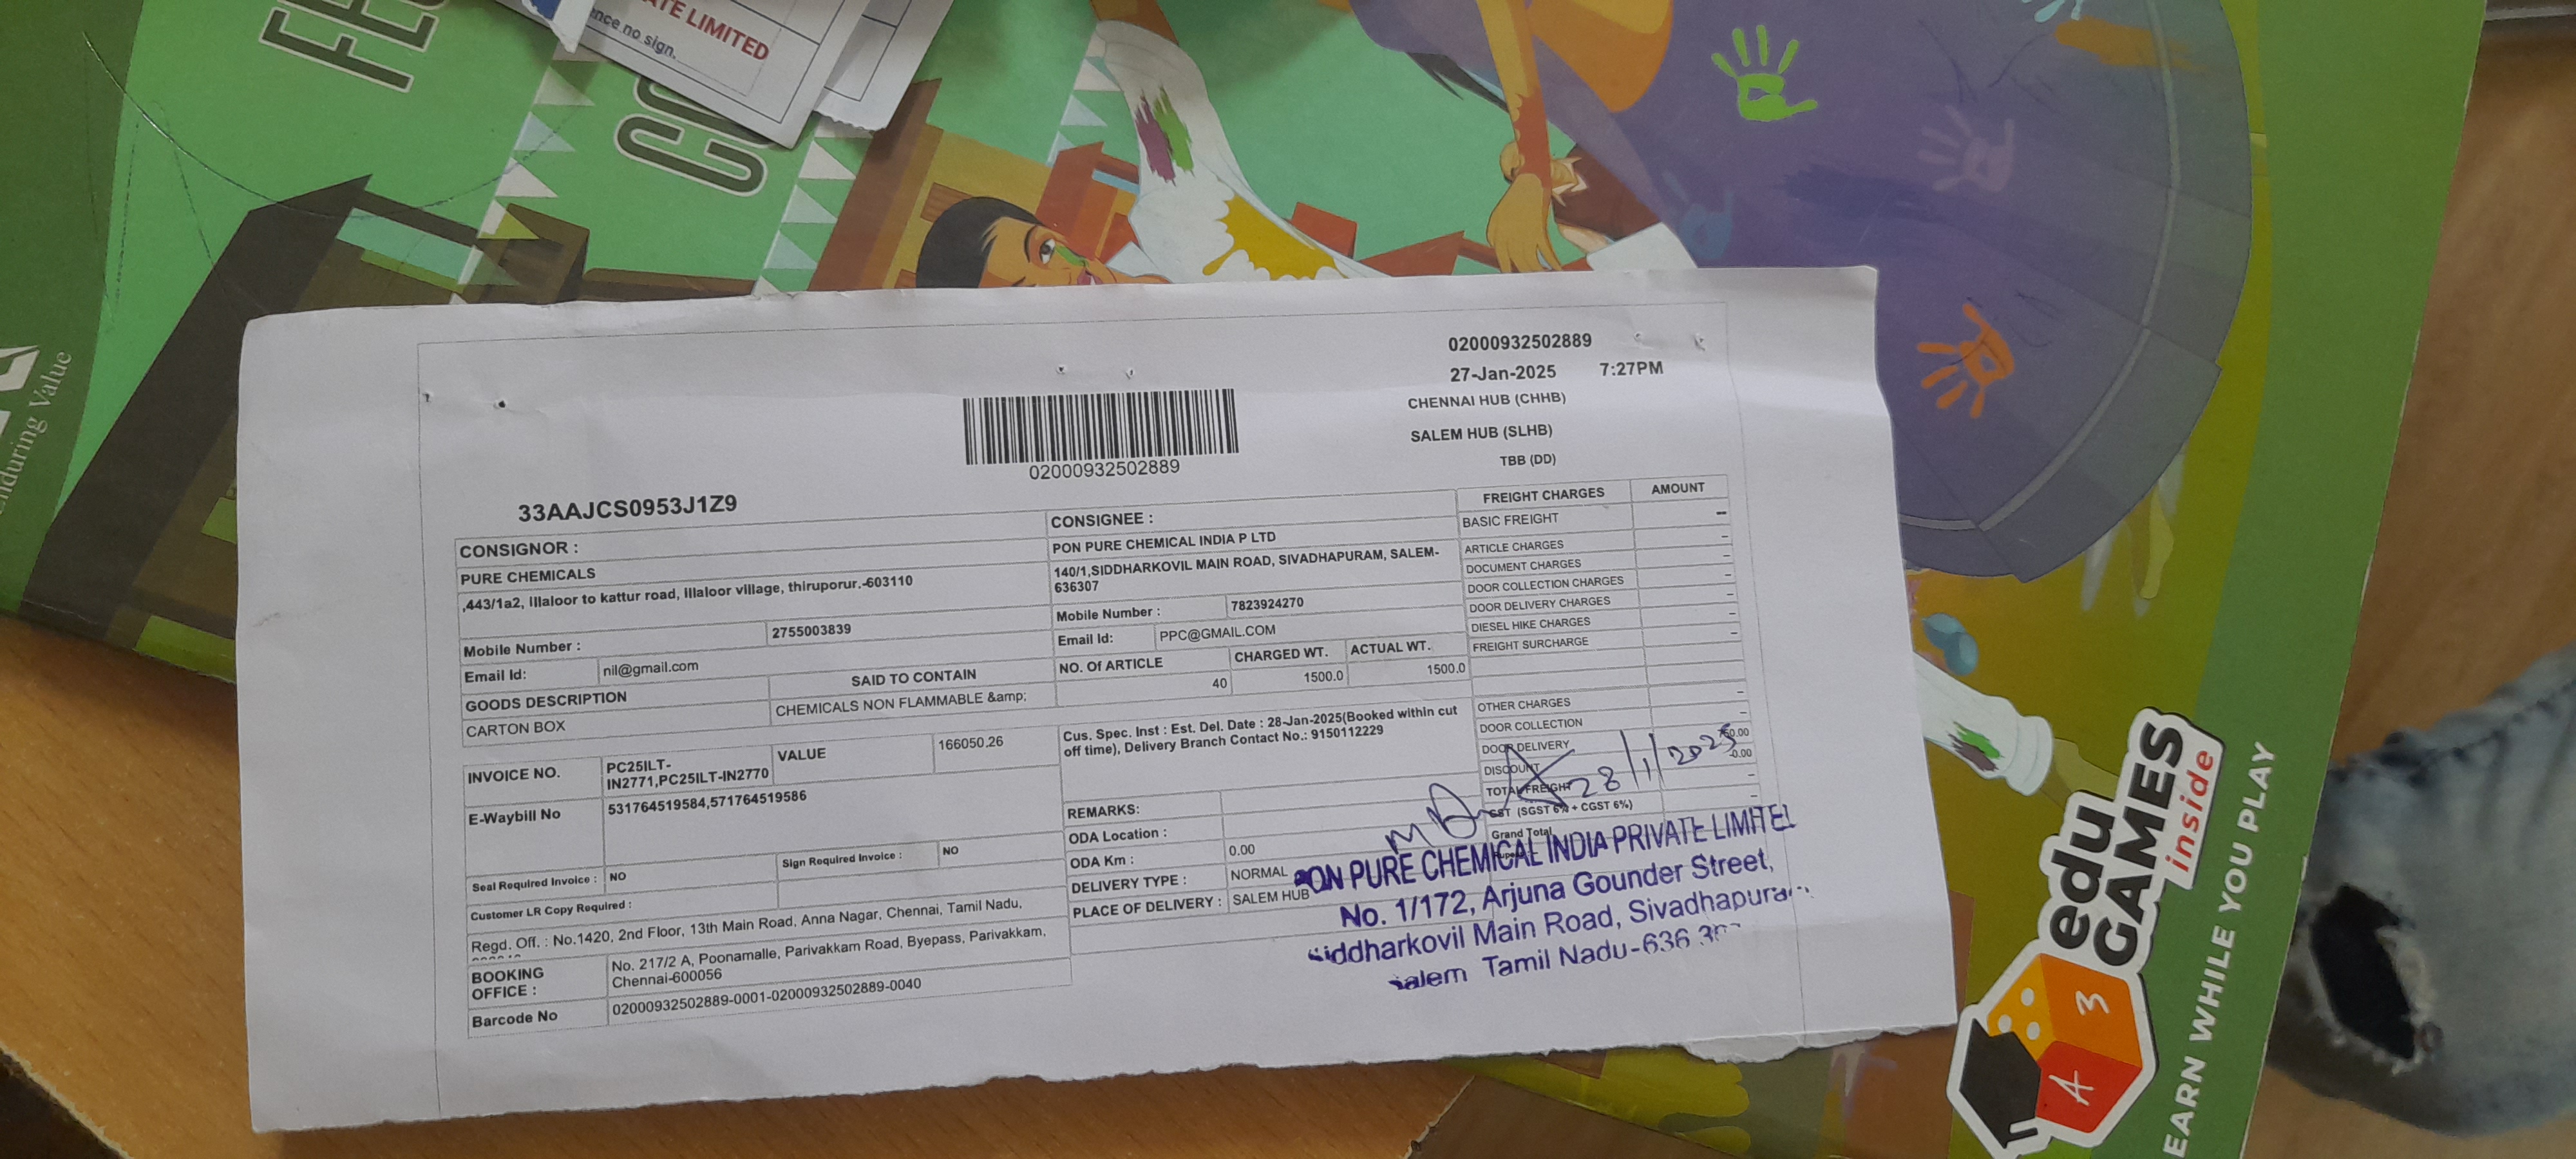 TE LIMITED
nce no sign.
CO
nduring Value
02000932502889
27-Jan-2025 7:27PM
CHENNAI HUB (CHHB)
SALEM HUB (SLHB)
TBB (DD)
02000932502889
33AAJCS0953J1Z9
CONSIGNOR :
PURE CHEMICALS
,443/1a2, Illaloor to kattur road, Illaloor village, thiruporur.-603110
Mobile Number : 2755003839
Email Id: nil@gmail.com
GOODS DESCRIPTION SAID TO CONTAIN
CARTON BOX CHEMICALS NON FLAMMABLE &amp;
INVOICE NO. PC25ILT-
IN2771,PC25ILT-IN2770 VALUE 166050.26
E-Waybill No 531764519584,571764519586
Seal Required Invoice : NO Sign Required Invoice : NO
Customer LR Copy Required :
Regd. Off. : No.1420, 2nd Floor, 13th Main Road, Anna Nagar, Chennai, Tamil Nadu,
BOOKING
OFFICE :
No. 217/2 A, Poonamalle, Parivakkam Road, Byepass, Parivakkam,
Chennai-600056
Barcode No 02000932502889-0001-02000932502889-0040
CONSIGNEE :
PON PURE CHEMICAL INDIA P LTD
140/1,SIDDHARKOVIL MAIN ROAD, SIVADHAPURAM, SALEM-
636307
Mobile Number : 7823924270
Email Id: PPC@GMAIL.COM
NO. Of ARTICLE CHARGED WT. ACTUAL WT.
40 1500.0 1500.0
Cus. Spec. Inst : Est. Del. Date : 28-Jan-2025(Booked within cut
off time), Delivery Branch Contact No.: 9150112229
REMARKS:
ODA Location :
ODA Km : 0.00
DELIVERY TYPE : NORMAL
PLACE OF DELIVERY : SALEM HUB
FREIGHT CHARGES AMOUNT
BASIC FREIGHT --
ARTICLE CHARGES --
DOCUMENT CHARGES --
DOOR COLLECTION CHARGES --
DOOR DELIVERY CHARGES --
DIESEL HIKE CHARGES --
FREIGHT SURCHARGE --
OTHER CHARGES --
DOOR COLLECTION --
DOOR DELIVERY
DISCOUNT
TOTAL FREIGHT --
GST (SGST 6% + CGST 6%) --
Grand Total
28/1/2025
PON PURE CHEMICAL INDIA PRIVATE LIMITE
No. 1/172, Arjuna Gounder Street,
Siddharkovil Main Road, Sivadhapura
Salem Tamil Nadu-636
edu
GAMES
inside
EARN WHILE YOU PLAY
A 3